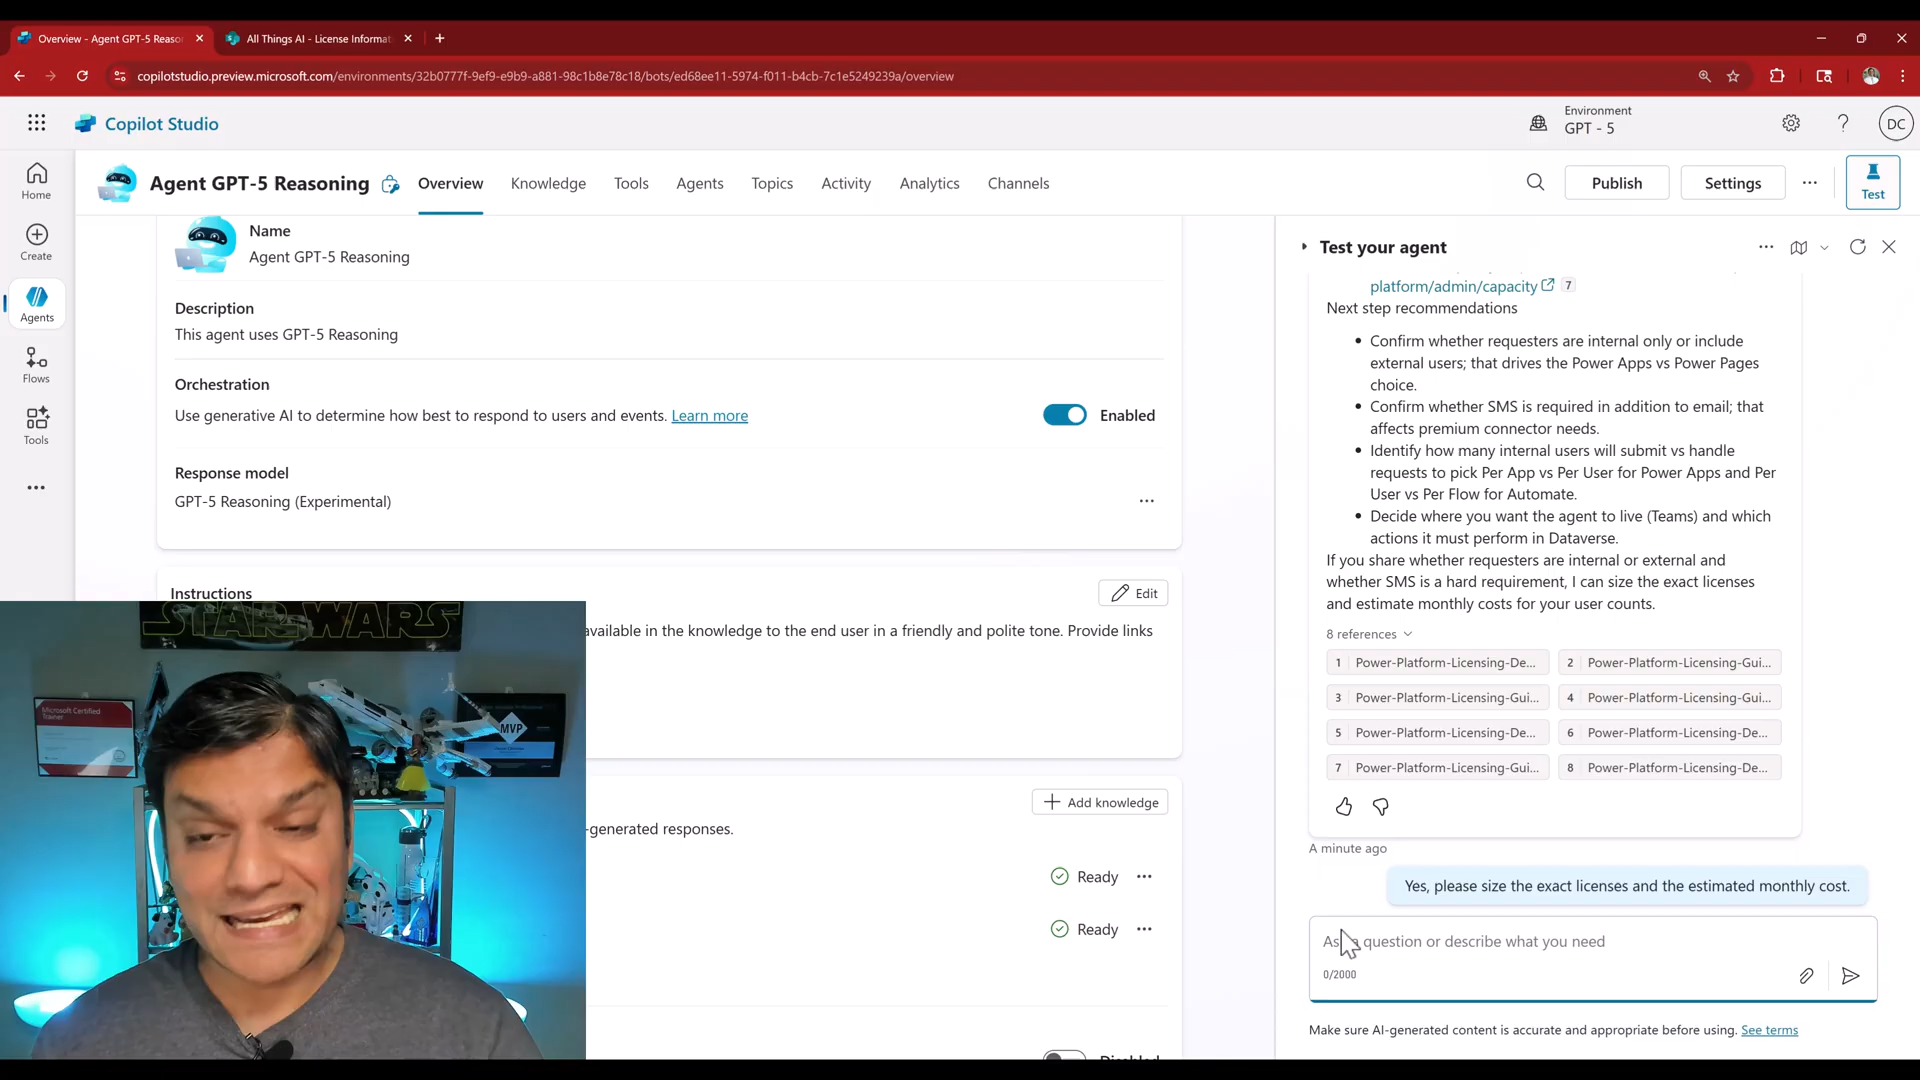 Overview - Agent GPT-5 Reaso
All Things AI - License Informat
copilotstudio.preview.microsoft.com/environments/32b0777f-9ef9-e9b9-a881-98c1b8e78c18/bots/ed68ee11-5974-f011-b4cb-7c1e5249239a/overview
Copilot Studio
Environment
GPT - 5
DC
Home
Create
Agents
Flows
Tools
Agent GPT-5 Reasoning
Overview
Knowledge
Tools
Agents
Topics
Activity
Analytics
Channels
Publish
Settings
Test
Name
Agent GPT-5 Reasoning
Description
This agent uses GPT-5 Reasoning
Orchestration
Use generative AI to determine how best to respond to users and events. Learn more
Enabled
Response model
GPT-5 Reasoning (Experimental)
Instructions
Edit
available in the knowledge to the end user in a friendly and polite tone. Provide links
Add knowledge
-generated responses.
Ready
Ready
Disabled
STAR WARS
Microsoft Certified
Trainer
MVP
Test your agent
platform/admin/capacity 7
Next step recommendations
• Confirm whether requesters are internal only or include
external users; that drives the Power Apps vs Power Pages
choice.
• Confirm whether SMS is required in addition to email; that
affects premium connector needs.
• Identify how many internal users will submit vs handle
requests to pick Per App vs Per User for Power Apps and Per
User vs Per Flow for Automate.
• Decide where you want the agent to live (Teams) and which
actions it must perform in Dataverse.
If you share whether requesters are internal or external and
whether SMS is a hard requirement, I can size the exact licenses
and estimate monthly costs for your user counts.
8 references
1 Power-Platform-Licensing-De...
2 Power-Platform-Licensing-Gui...
3 Power-Platform-Licensing-Gui...
4 Power-Platform-Licensing-Gui...
5 Power-Platform-Licensing-De...
6 Power-Platform-Licensing-De...
7 Power-Platform-Licensing-Gui...
8 Power-Platform-Licensing-De...
A minute ago
Yes, please size the exact licenses and the estimated monthly cost.
As question or describe what you need
0/2000
Make sure AI-generated content is accurate and appropriate before using. See terms